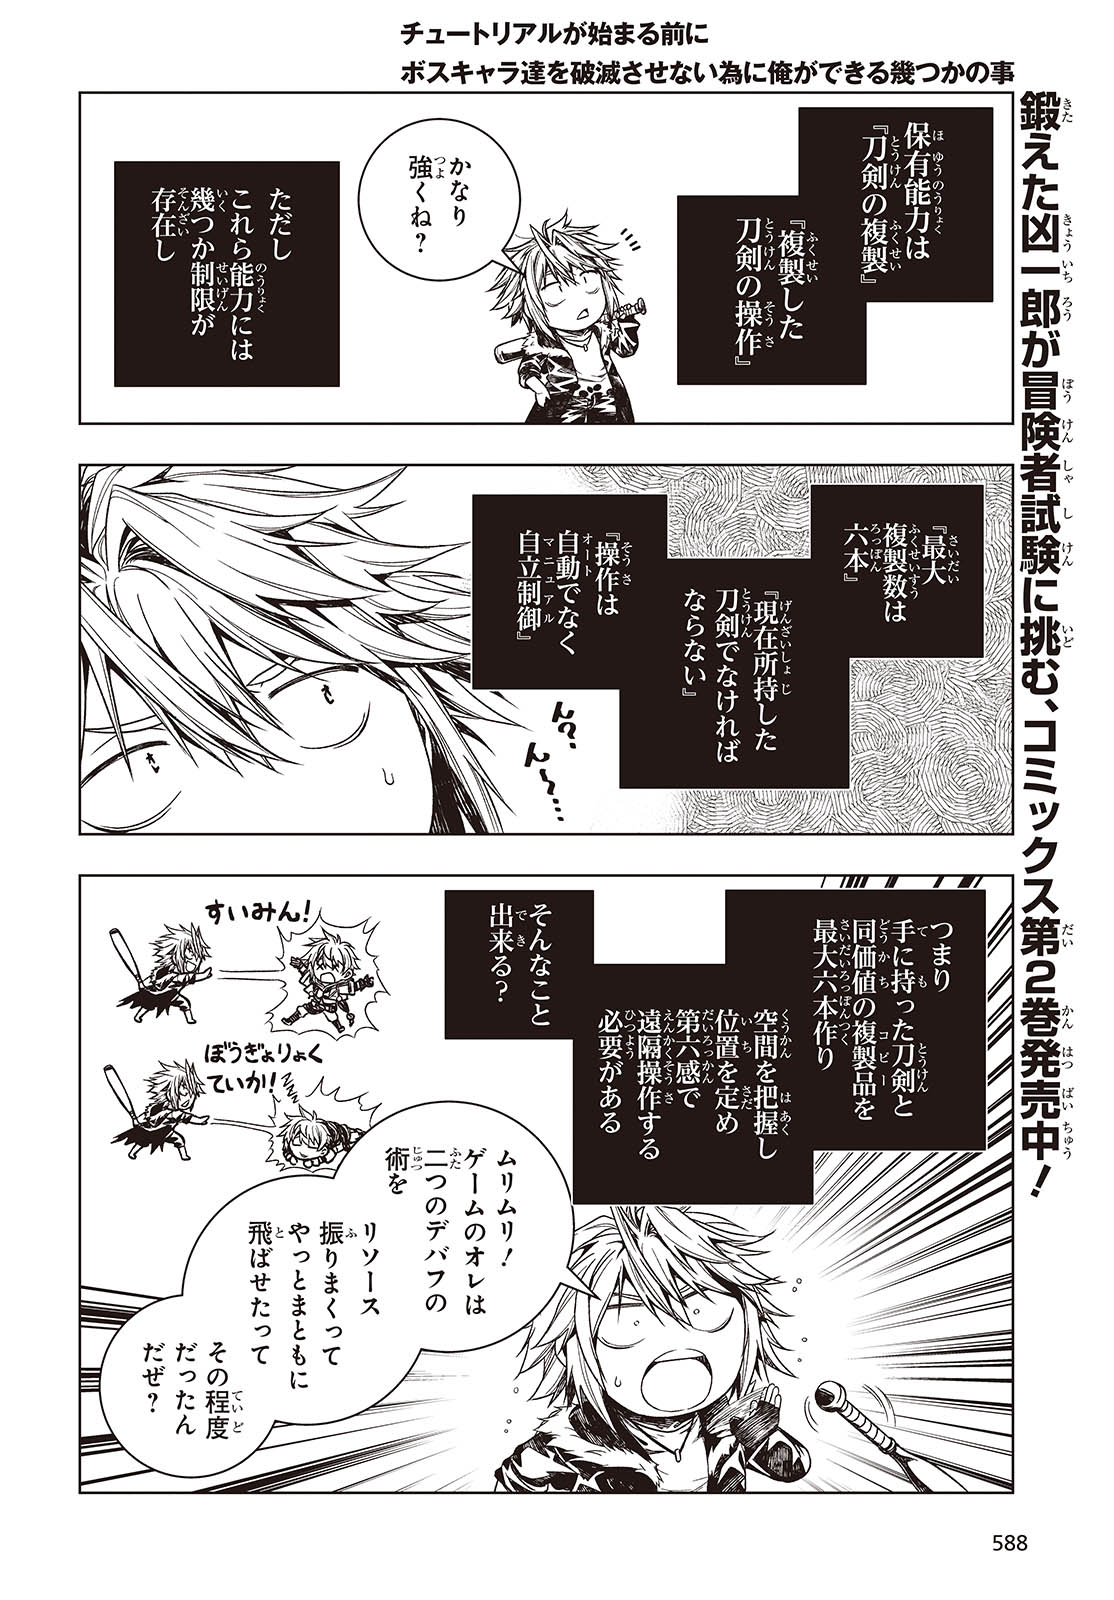 チュートリアルが始まる前に
ボスキャラ達を破滅させない為に俺ができる幾つかの事
鍛えた凶一郎が冒険者試験に挑む、コミックス第2巻発売中!
保有能力は
『刀剣の複製』
『複製した
刀剣の操作』
かなり
強くね?
ただし
これら能力には
幾つか制限が
存在し
『最大
複製数は
六本』
『現在所持した
刀剣でなければ
ならない』
『操作は
自動でなく
自立制御』
ん?
ん〜…
つまり
手に持った刀剣と
同価値の複製品を
最大六本作り
空間を把握し
位置を定め
第六感で
遠隔操作する
必要がある
そんなこと
出来る?
すいみん!
ぼうぎょりょく
ていか!
ムリムリ!
ゲームのオレは
二つのデバフの
術を
リソース
振りまくって
やっとまともに
飛ばせたって
その程度
だったん
だぜ?
588